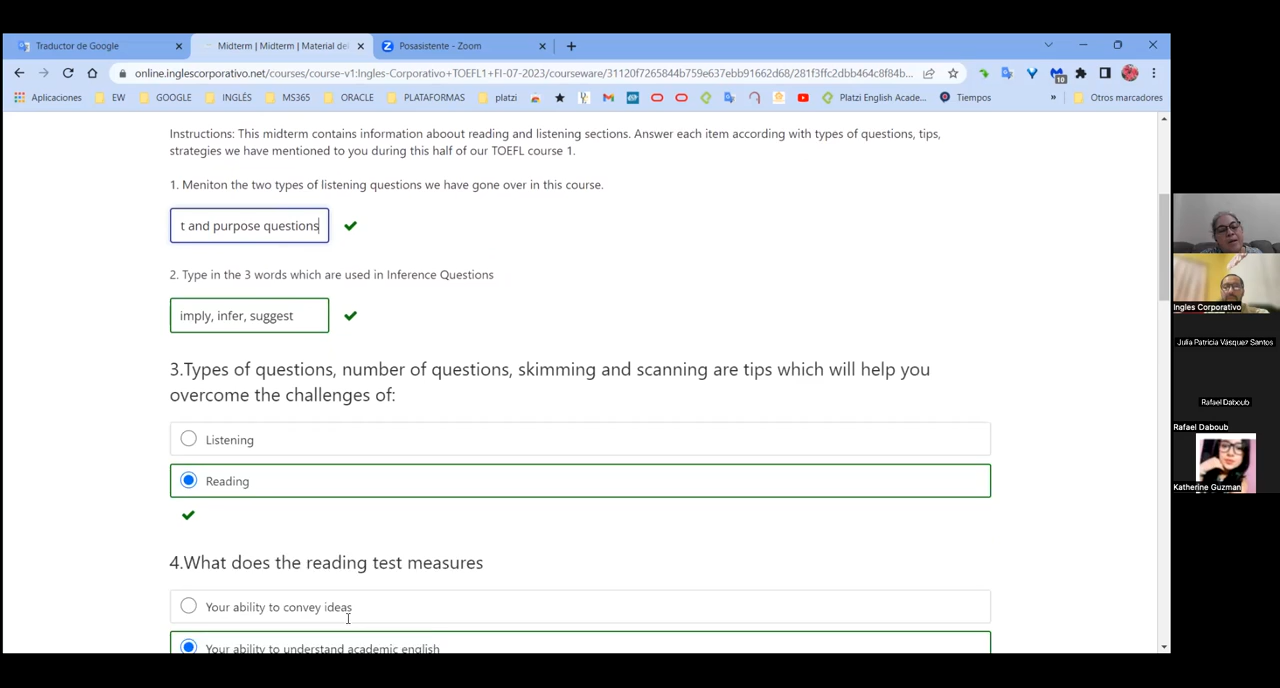 Traductor de Google
Midterm | Midterm | Material de
Posasistente - Zoom
online.inglescorporativo.net/courses/course-v1:Ingles-Corporativo+TOEFL1+FI-07-2023/courseware/31120f7265844b759e637ebb91662d68/281f3ffc2dbb464c8f84b...
10
Aplicaciones
EW
GOOGLE
INGLÉS
MS365
ORACLE
PLATAFORMAS
platzi
Platzi English Acade...
Tiempos
»
Otros marcadores
Instructions: This midterm contains information about reading and listening sections. Answer each item according with types of questions, tips,
strategies we have mentioned to you during this half of our TOEFL course 1.
1. Meniton the two types of listening questions we have gone over in this course.
t and purpose questions
2. Type in the 3 words which are used in Inference Questions
imply, infer, suggest
3.Types of questions, number of questions, skimming and scanning are tips which will help you
overcome the challenges of:
Listening
Reading
4.What does the reading test measures
Your ability to convey ideas
Your ability to understand academic english
Ingles Corporativo
Julia Patricia Vásquez Santos
Rafael Daboub
Rafael Daboub
Katherine Guzman